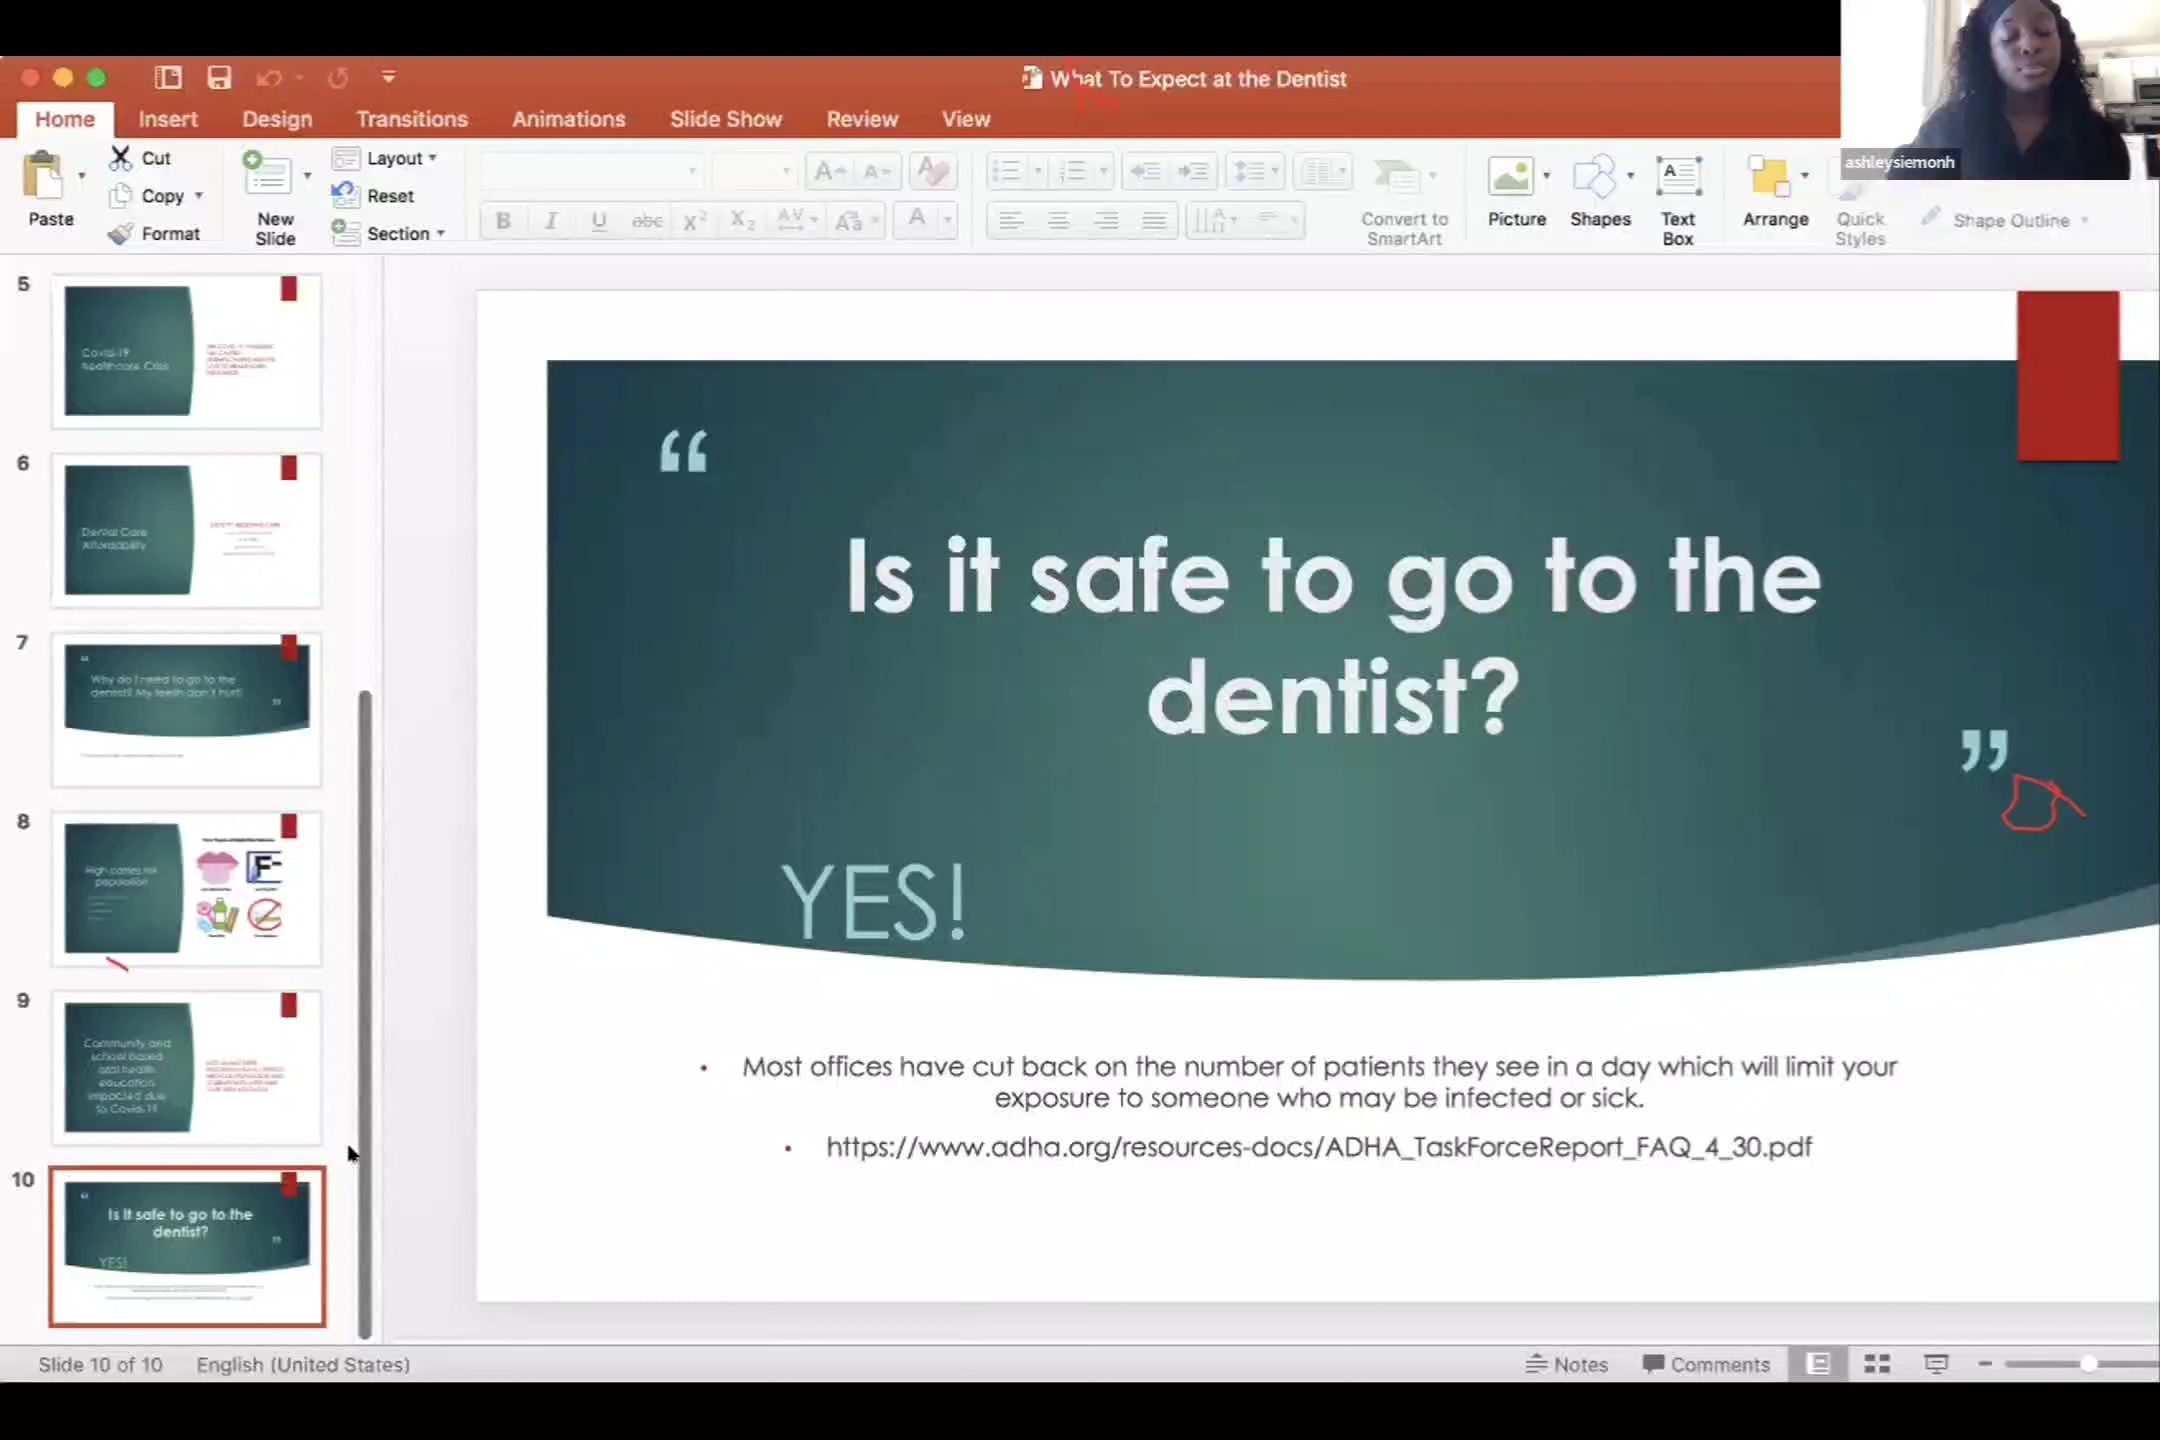 What To Expect at the Dentist
ashleysiemonh
Home Insert Design Transitions Animations Slide Show Review View
Paste
Cut
Copy
Format
New
Slide
Layout
Reset
Section
Convert to
SmartArt
Picture
Shapes
Text
Box
Arrange
Quick
Styles
Shape Outline
5
Covid-19
healthcare Crisis
6
Dental Care
Affordability
7
“
Why do I need to go to the
dentist? My teeth don't hurt!
”
8
High caries risk
population
F-
9
Community and
school based
oral health
education
impacted due
to Covid-19
10
“
Is it safe to go to the
dentist?
”
YES!
“
Is it safe to go to the
dentist?
”
YES!
• Most offices have cut back on the number of patients they see in a day which will limit your
exposure to someone who may be infected or sick.
• https://www.adha.org/resources-docs/ADHA_TaskForceReport_FAQ_4_30.pdf
Slide 10 of 10 English (United States) Notes Comments